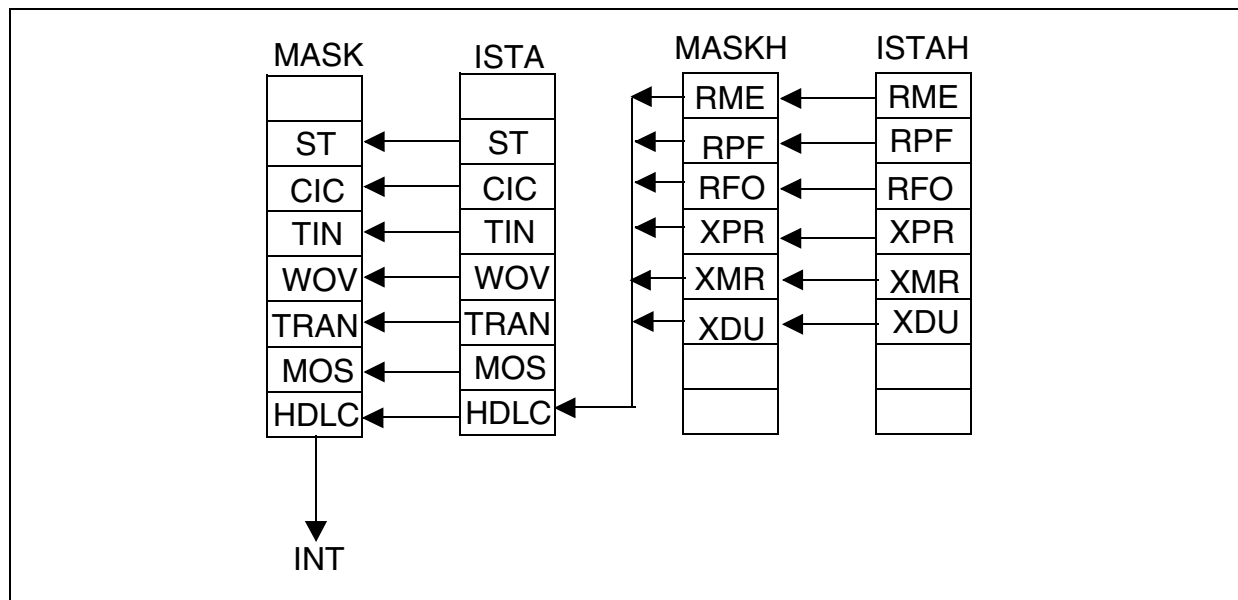 MASK ISTA MASKH ISTAH
RME RME
ST ST RPF RPF
CIC CIC RFO RFO
TIN TIN XPR XPR
WOV WOV XMR XMR
TRAN TRAN XDU XDU
MOS MOS
HDLC HDLC
INT